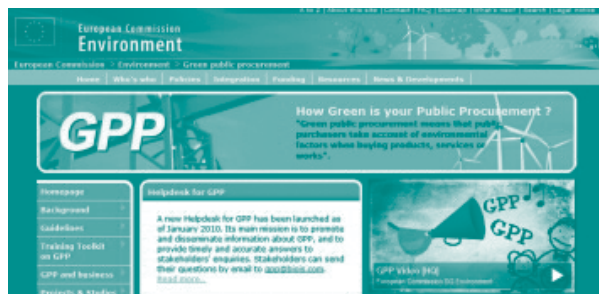 A to Z | About this site | Contact | FAQ | Sitemap | What's new? | Search | Legal notice
European Commission
Environment
European Commission > Environment > Green public procurement
Home | Who's who | Policies | Integration | Funding | Resources | News & Developments
GPP
How Green is your Public Procurement ?
"Green public procurement means that public
purchasers take account of environmental
factors when buying products, services or
works".
Homepage
Background
Guidelines
Training Toolkit
on GPP
GPP and business
Projects & Studies
Helpdesk for GPP
A new Helpdesk for GPP has been launched as
of January 2010. Its main mission is to promote
and disseminate information about GPP, and to
provide timely and accurate answers to
stakeholders' enquiries. Stakeholders can send
their questions by email to gpp@biois.com.
Read more...
GPP
GPP
GPP Video [HQ]
European Commission DG Environment